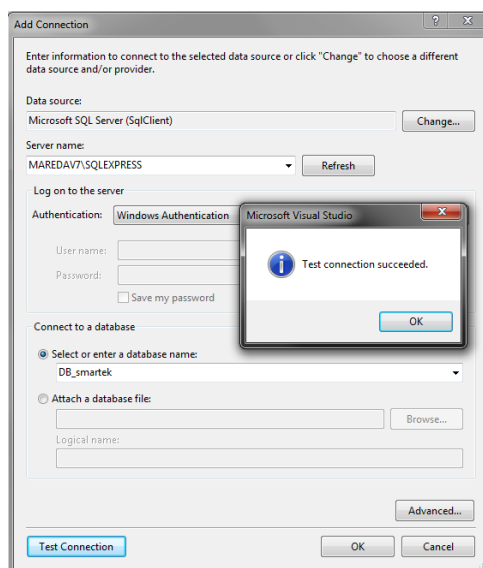 Add Connection
Enter information to connect to the selected data source or click "Change" to choose a different
data source and/or provider.
Data source:
Microsoft SQL Server (SqlClient)
Change...
Server name:
MAREDAV7\SQLEXPRESS
Refresh
Log on to the server
Authentication: Windows Authentication
Microsoft Visual Studio
Test connection succeeded.
OK
User name:
Password:
Save my password
Connect to a database
Select or enter a database name:
DB_smartek
Attach a database file:
Browse...
Logical name:
Advanced...
Test Connection
OK
Cancel